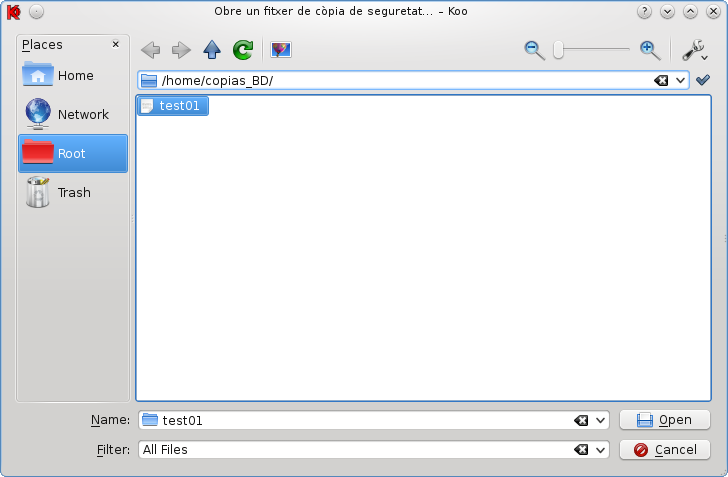 Obre un fitxer de còpia de seguretat... – Koo
Places
Home
Network
Root
Trash
/home/copias_BD/
test01
Name: test01
Open
Filter: All Files
Cancel